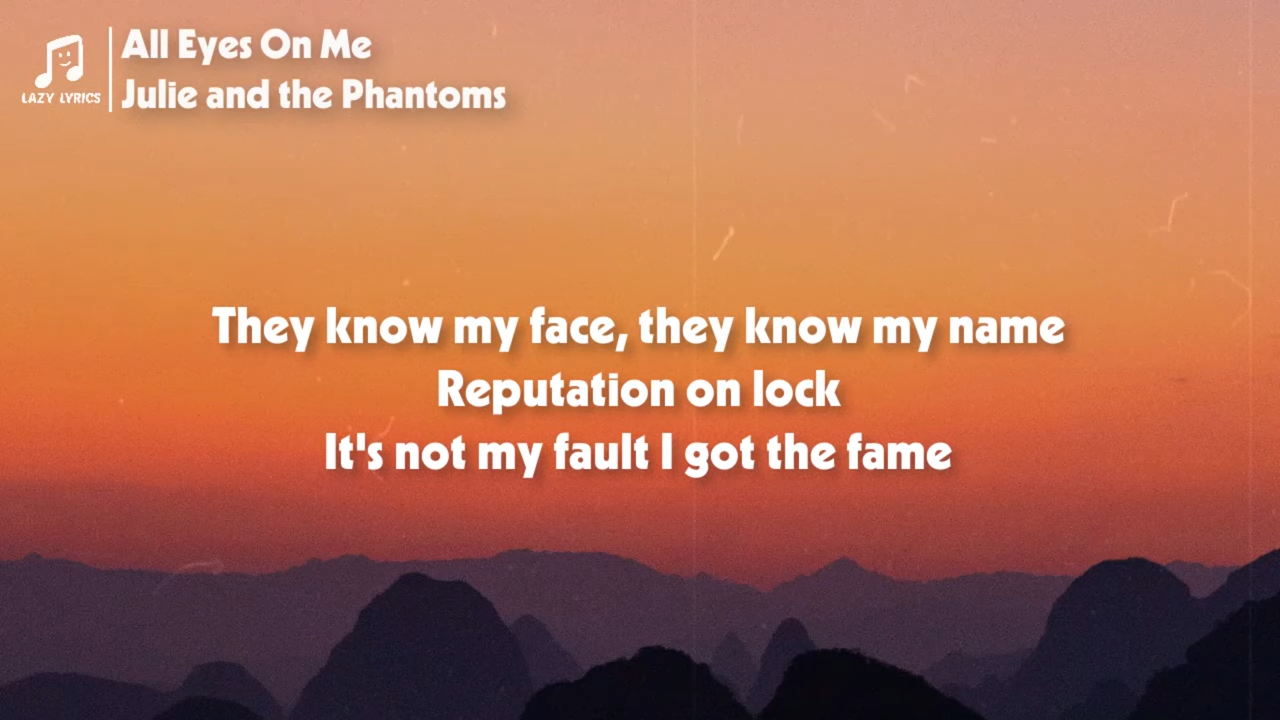 All Eyes On Me
Julie and the Phantoms
LAZY LYRICS
They know my face, they know my name
Reputation on lock
It's not my fault I got the fame